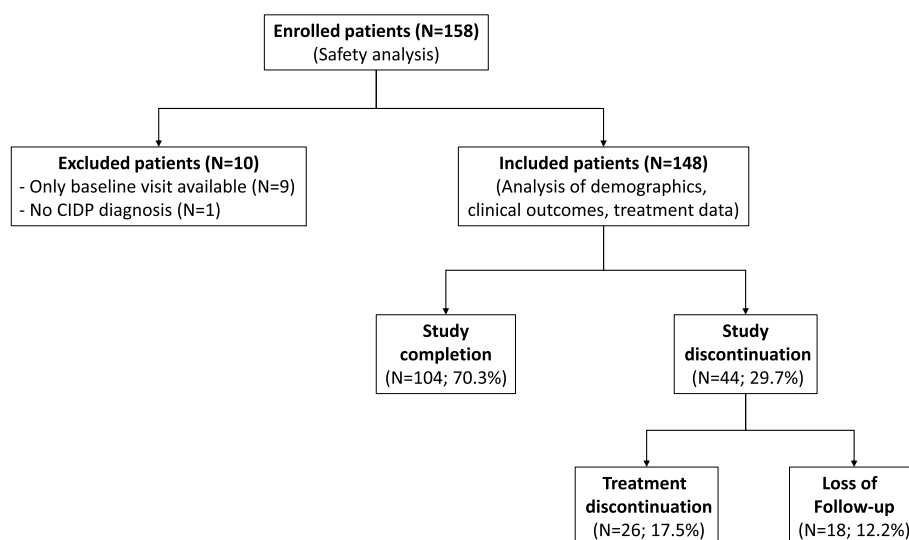 Enrolled patients (N=158)
(Safety analysis)
Excluded patients (N=10)
- Only baseline visit available (N=9)
- No CIDP diagnosis (N=1)
Included patients (N=148)
(Analysis of demographics,
clinical outcomes, treatment data)
Study
completion
(N=104; 70.3%)
Study
discontinuation
(N=44; 29.7%)
Treatment
discontinuation
(N=26; 17.5%)
Loss of
Follow-up
(N=18; 12.2%)